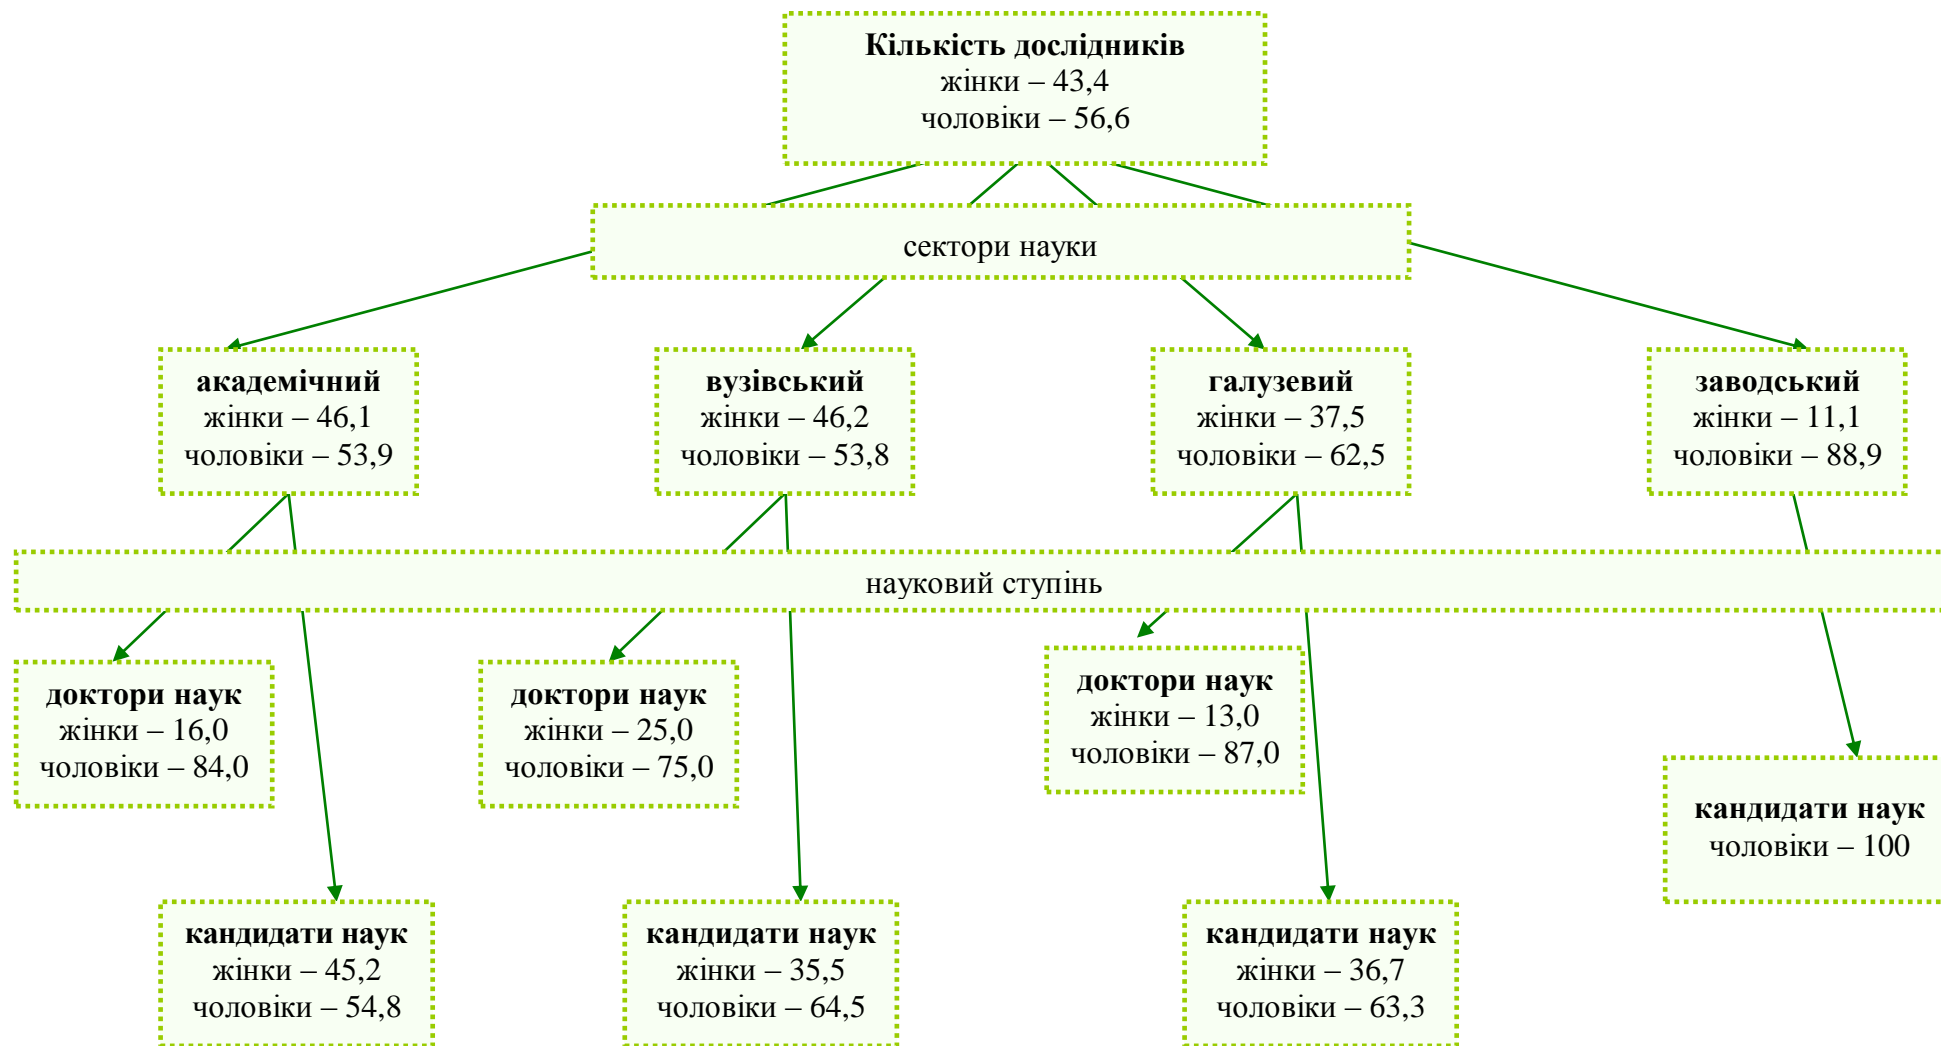 Кількість дослідників
жінки – 43,4
чоловіки – 56,6
сектори науки
академічний
жінки – 46,1
чоловіки – 53,9
вузівський
жінки – 46,2
чоловіки – 53,8
галузевий
жінки – 37,5
чоловіки – 62,5
заводський
жінки – 11,1
чоловіки – 88,9
науковий ступінь
доктори наук
жінки – 16,0
чоловіки – 84,0
доктори наук
жінки – 25,0
чоловіки – 75,0
доктори наук
жінки – 13,0
чоловіки – 87,0
кандидати наук
чоловіки – 100
кандидати наук
жінки – 45,2
чоловіки – 54,8
кандидати наук
жінки – 35,5
чоловіки – 64,5
кандидати наук
жінки – 36,7
чоловіки – 63,3